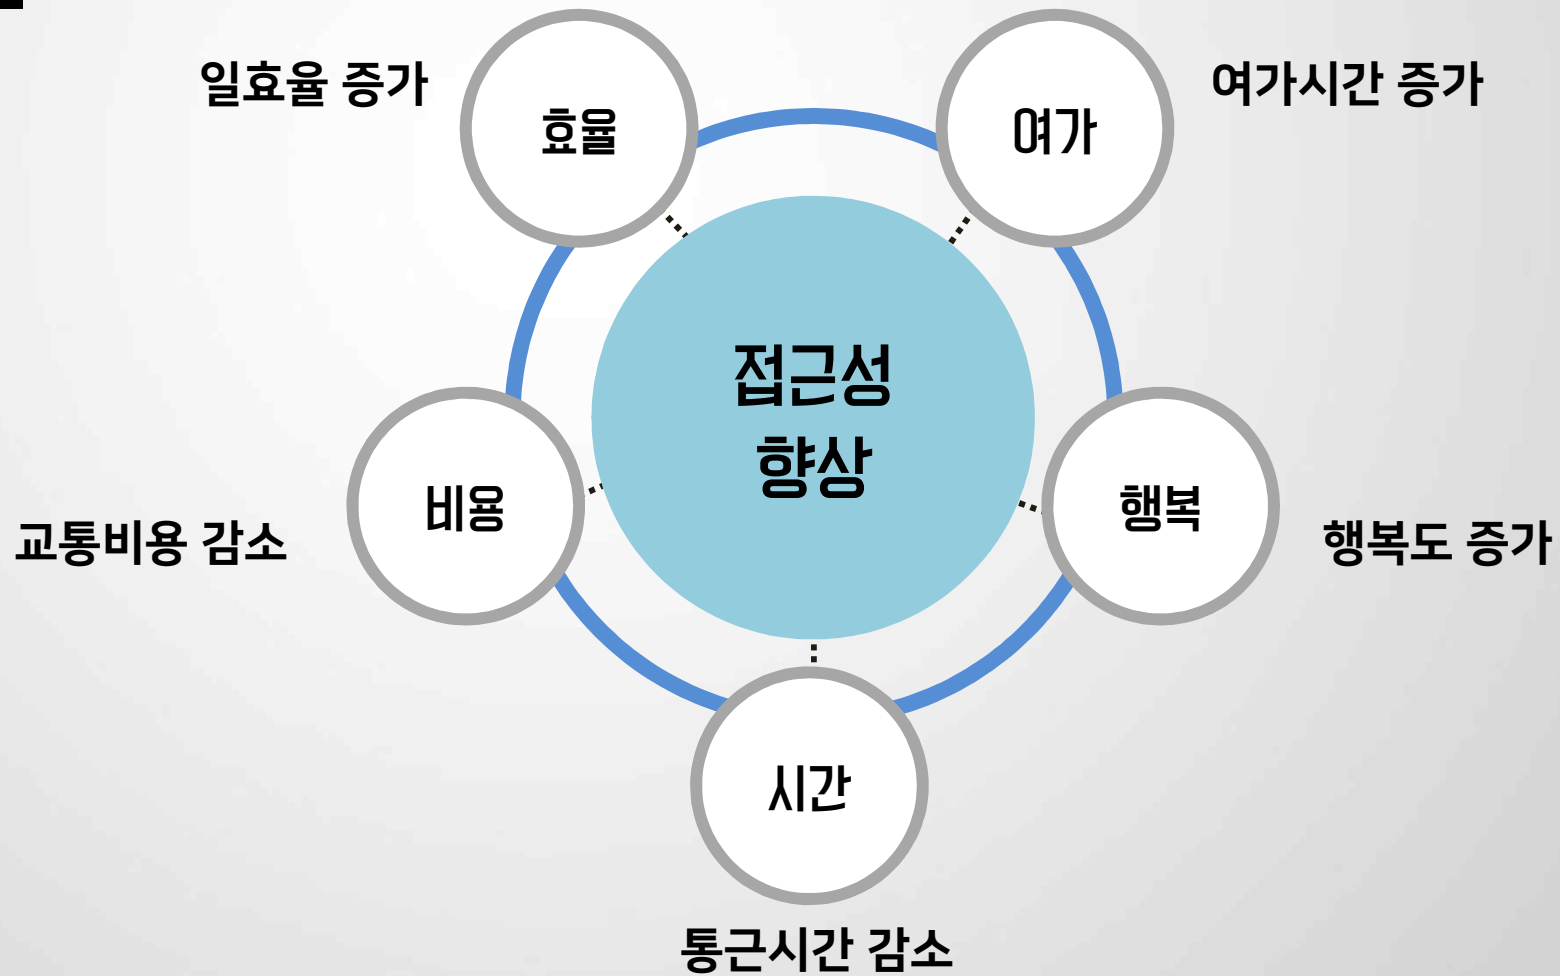 일효율 증가
효율
여가
여가시간 증가
접근성
향상
비용
교통비용 감소
행복
행복도 증가
시간
통근시간 감소